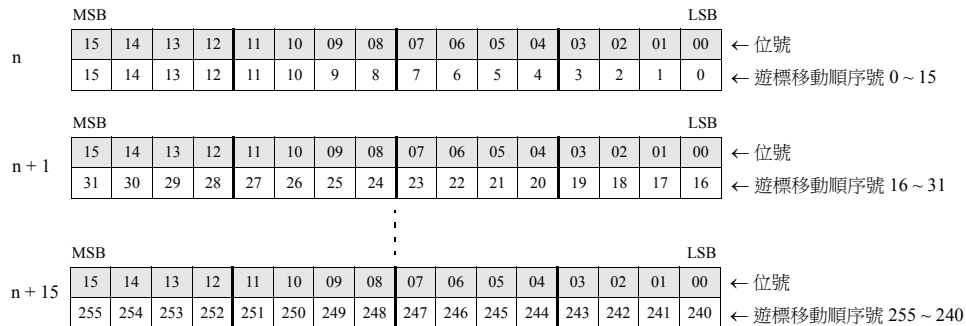 MSB LSB
15 14 13 12 11 10 09 08 07 06 05 04 03 02 01 00 ← 位號
n
15 14 13 12 11 10 9 8 7 6 5 4 3 2 1 0 ← 遊標移動順序號 0 ~ 15
MSB LSB
15 14 13 12 11 10 09 08 07 06 05 04 03 02 01 00 ← 位號
n + 1
31 30 29 28 27 26 25 24 23 22 21 20 19 18 17 16 ← 遊標移動順序號 16 ~ 31
MSB LSB
15 14 13 12 11 10 09 08 07 06 05 04 03 02 01 00 ← 位號
n + 15
255 254 253 252 251 250 249 248 247 246 245 244 243 242 241 240 ← 遊標移動順序號 255 ~ 240